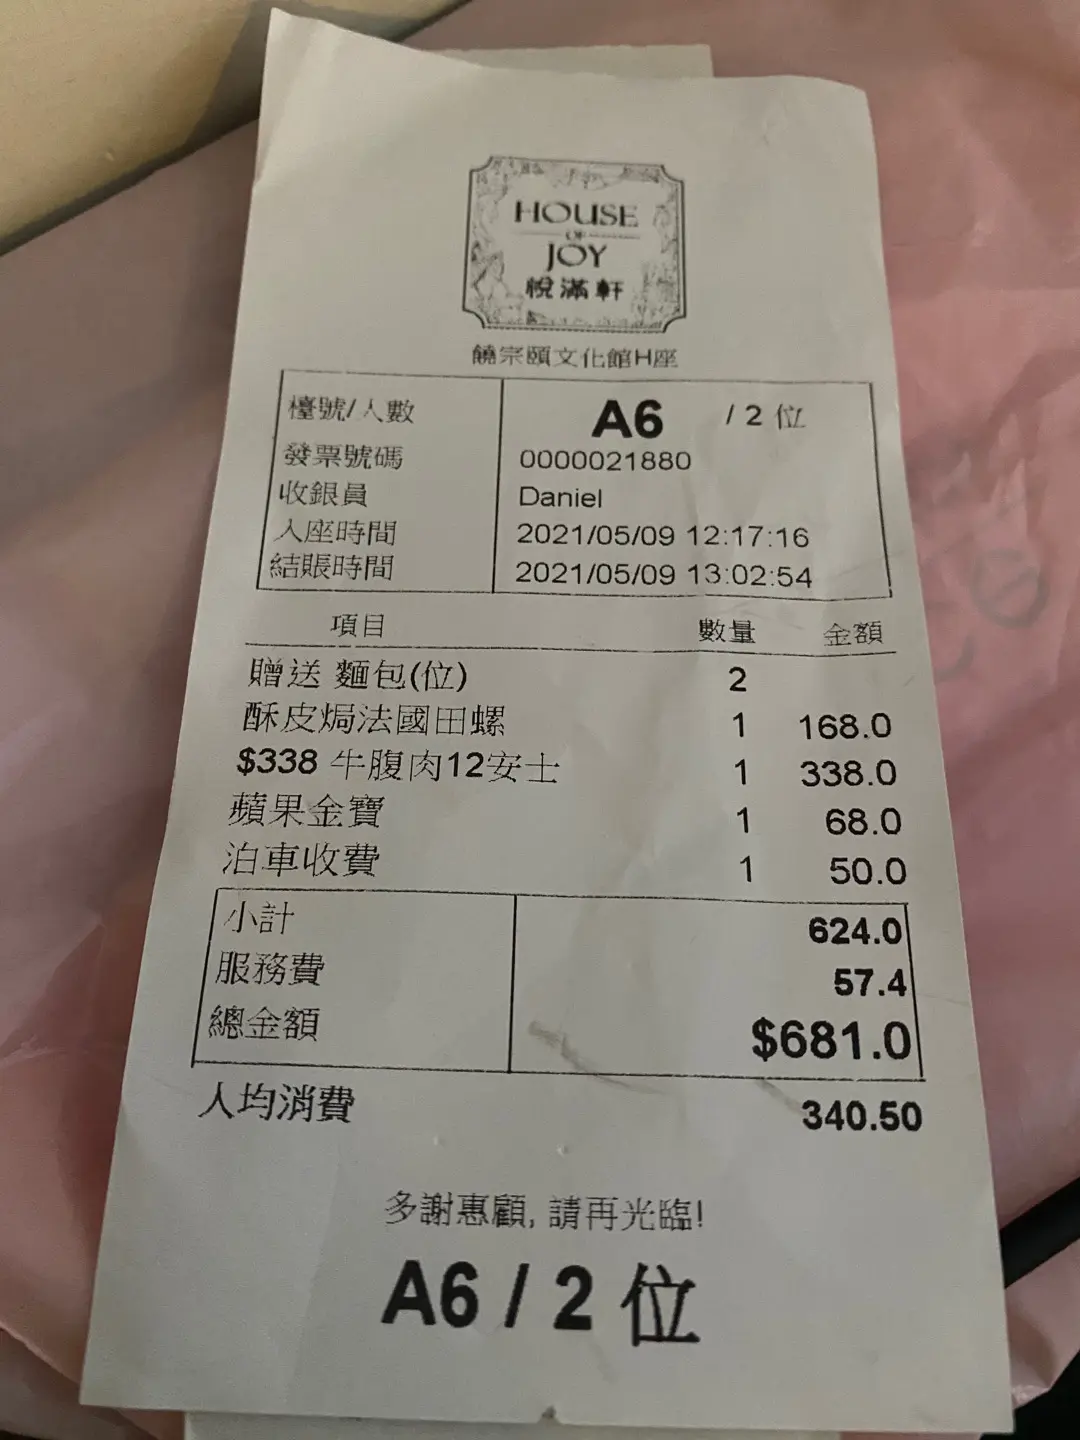 HOUSE
OF
JOY
悅滿軒
饒宗頤文化館H座
檯號/人數 A6 / 2 位
發票號碼 0000021880
收銀員 Daniel
入座時間 2021/05/09 12:17:16
結賬時間 2021/05/09 13:02:54
項目 數量 金額
贈送 麵包(位) 2
酥皮焗法國田螺 1 168.0
$338 牛腹肉12安士 1 338.0
蘋果金寶 1 68.0
泊車收費 1 50.0
小計 624.0
服務費 57.4
總金額 $681.0
人均消費 340.50
多謝惠顧, 請再光臨!
A6 / 2 位